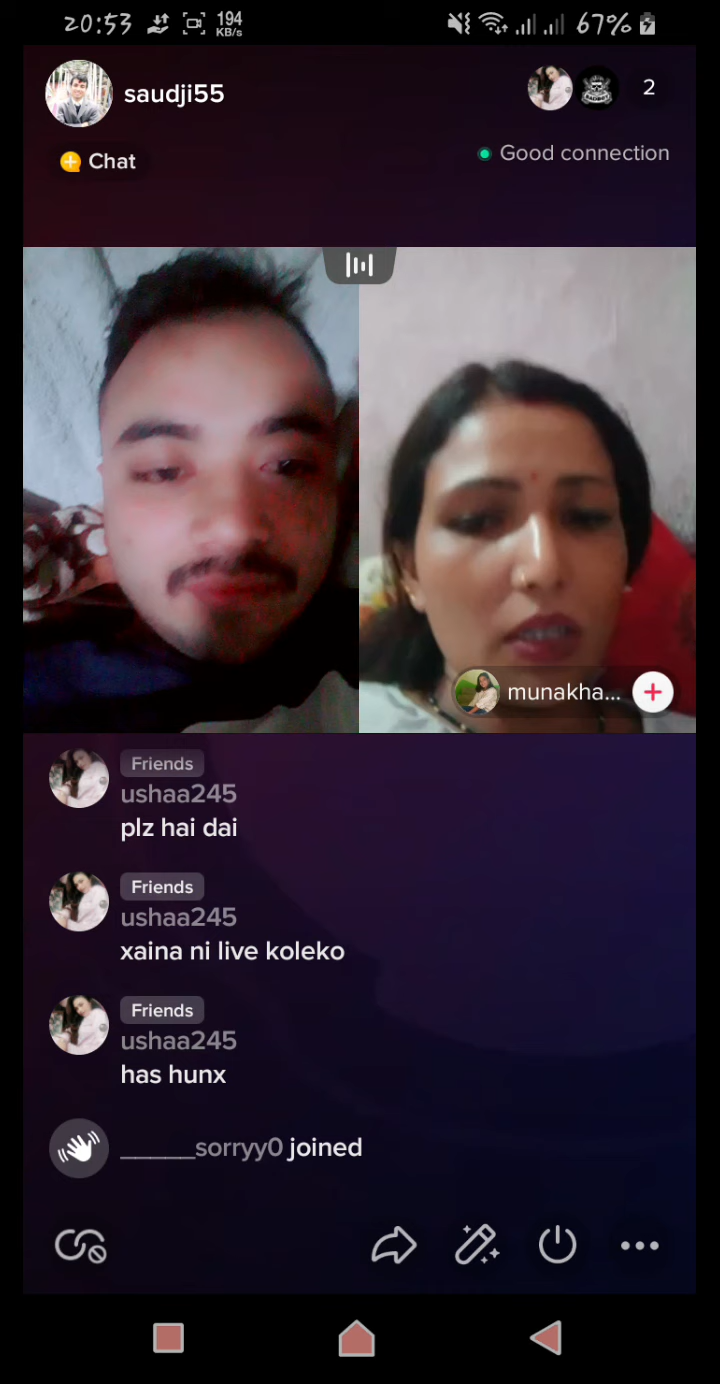 20:53
194
KB/s
67%
saudji55
2
Chat
Good connection
munakha...
Friends
ushaa245
plz hai dai
Friends
ushaa245
xaina ni live koleko
Friends
ushaa245
has hunx
_____sorryy0 joined